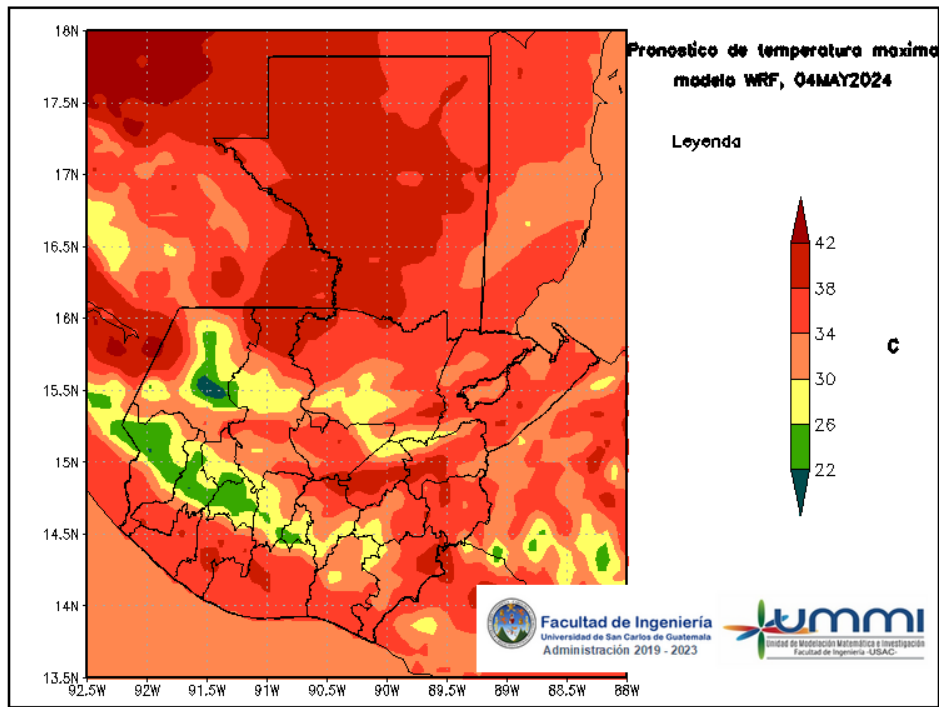 Pronostico de temperatura maxima
modelo WRF, 04MAY2024
Leyenda
18N
17.5N
17N
16.5N
16N
15.5N
15N
14.5N
14N
13.5N
92.5W
92W
91.5W
91W
90.5W
90W
89.5W
89W
88.5W
88W
42
38
34
30
26
22
C
Facultad de Ingeniería
Universidad de San Carlos de Guatemala
Administración 2019 - 2023
UMMI
Unidad de Modelación Matemática e Investigación
Facultad de Ingeniería -USAC-